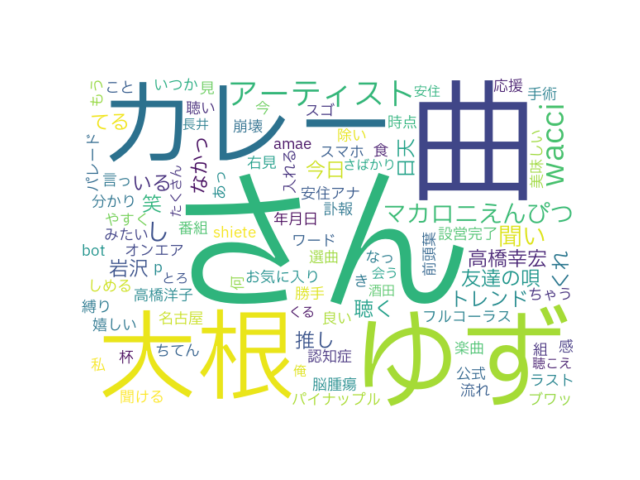 カレー
曲
さん
大根
ゆず
アーティスト
wacci
マカロニえんぴつ
もう
こと
いつか
見
聴い
今
スゴ
時点
安住
応援
手術
てる
長井
崩壊
除い
amae
スマホ
食
日天
美味しい
パレード
言っ
いる
たくさん
なかっ
あっ
右見
入れる
今日
さばかり
安住アナ
訃報
分かり
笑
やすく
番組
shiete
年月日
みたい
し
bot
オンエア
ワード
設営完了
聞い
前頭葉
高橋幸宏
岩沢
p
とろ
回
選曲
なっ
お気に入り
き
会う
友達の唄
くれ
しめる
高橋洋子
勝手
くる
聴く
酒田
トレンド
ちゃう
縛り
嬉しい
名古屋
良い
フルコーラス
推し
私
杯
ちてん
俺
認知症
楽曲
組
感
聴こえ
聞ける
脳腫瘍
パイナップル
公式
流れ
ラスト
ブワッ